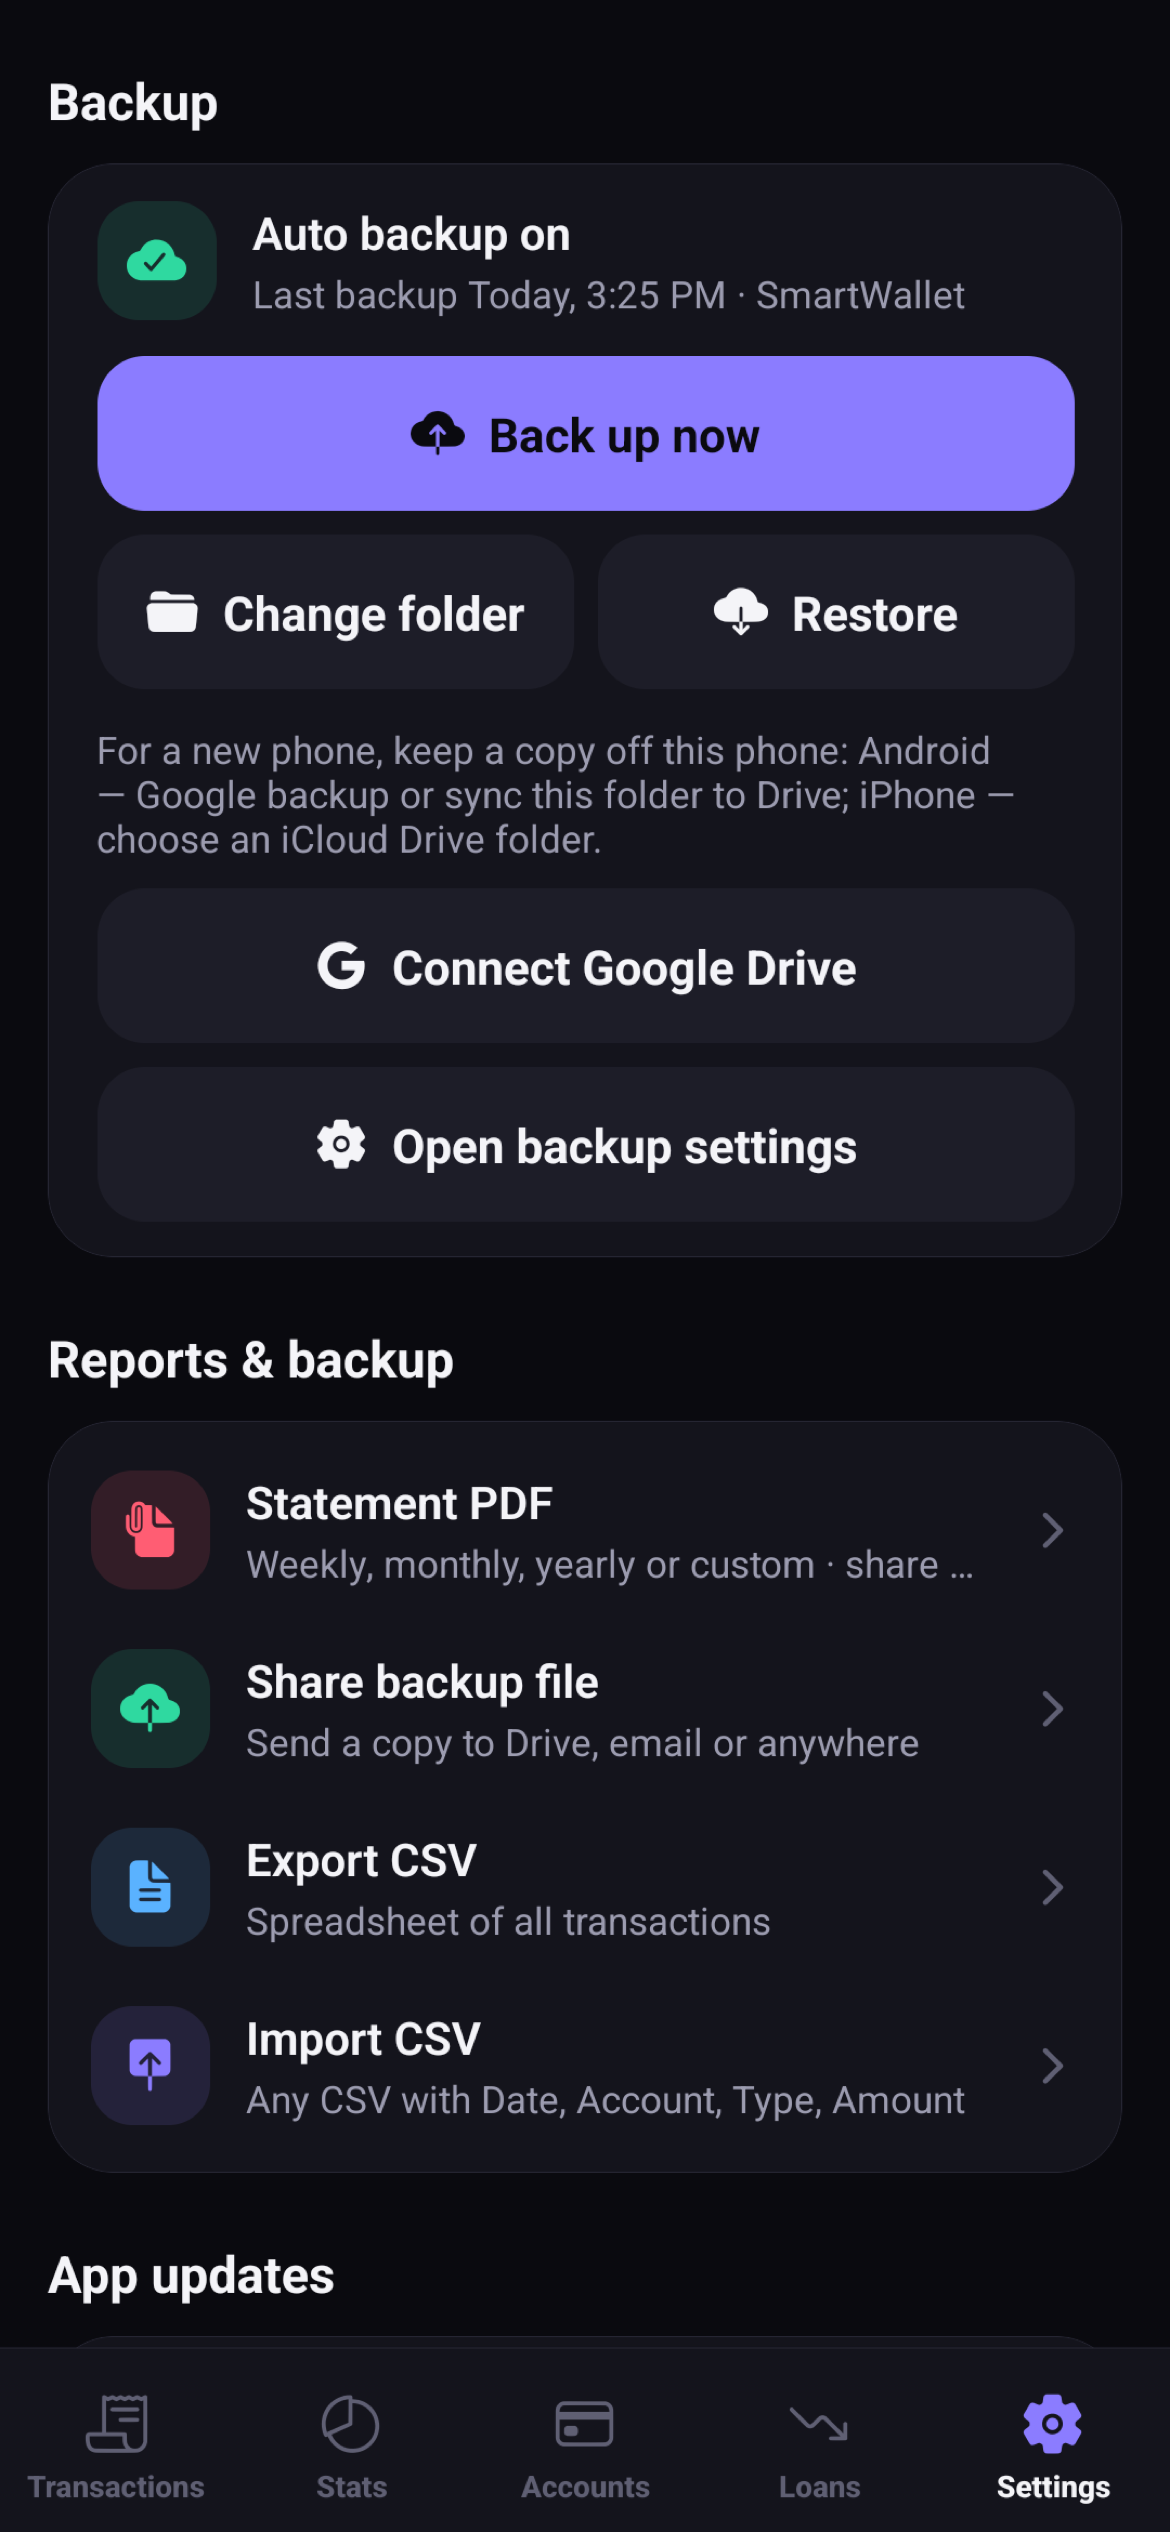 Backup
Auto backup on
Last backup Today, 3:25 PM · SmartWallet
Back up now
Change folder
Restore
For a new phone, keep a copy off this phone: Android
— Google backup or sync this folder to Drive; iPhone —
choose an iCloud Drive folder.
Connect Google Drive
Open backup settings
Reports & backup
Statement PDF
Weekly, monthly, yearly or custom · share ...
Share backup file
Send a copy to Drive, email or anywhere
Export CSV
Spreadsheet of all transactions
Import CSV
Any CSV with Date, Account, Type, Amount
App updates
Transactions
Stats
Accounts
Loans
Settings